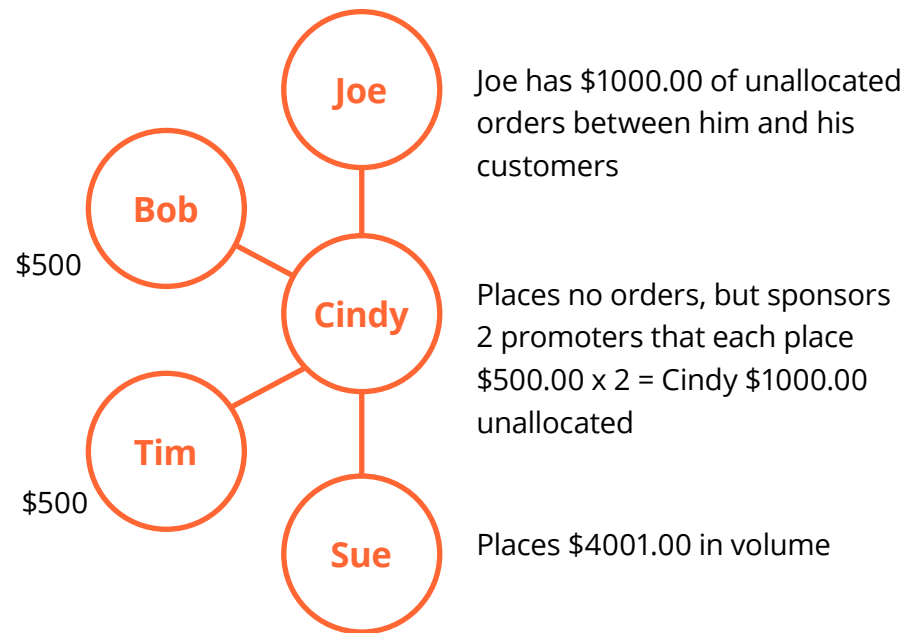 Joe
Joe has $1000.00 of unallocated
orders between him and his
customers
Bob
$500
Cindy
Places no orders, but sponsors
2 promoters that each place
$500.00 x 2 = Cindy $1000.00
unallocated
Tim
$500
Sue
Places $4001.00 in volume